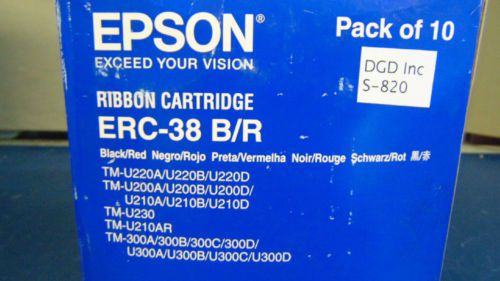 EPSON
Pack of 10
EXCEED YOUR VISION
DGD Inc
S-820
RIBBON CARTRIDGE
ERC-38 B/R
Black/Red Negro/Rojo Preta/Vermelha Noir/Rouge Schwarz/Rot 黒/赤
TM-U220A/U220B/U220D
TM-U200A/U200B/U200D/
U210A/U210B/U210D
TM-U230
TM-U210AR
TM-300A/300B/300C/300D/
U300A/U300B/U300C/U300D